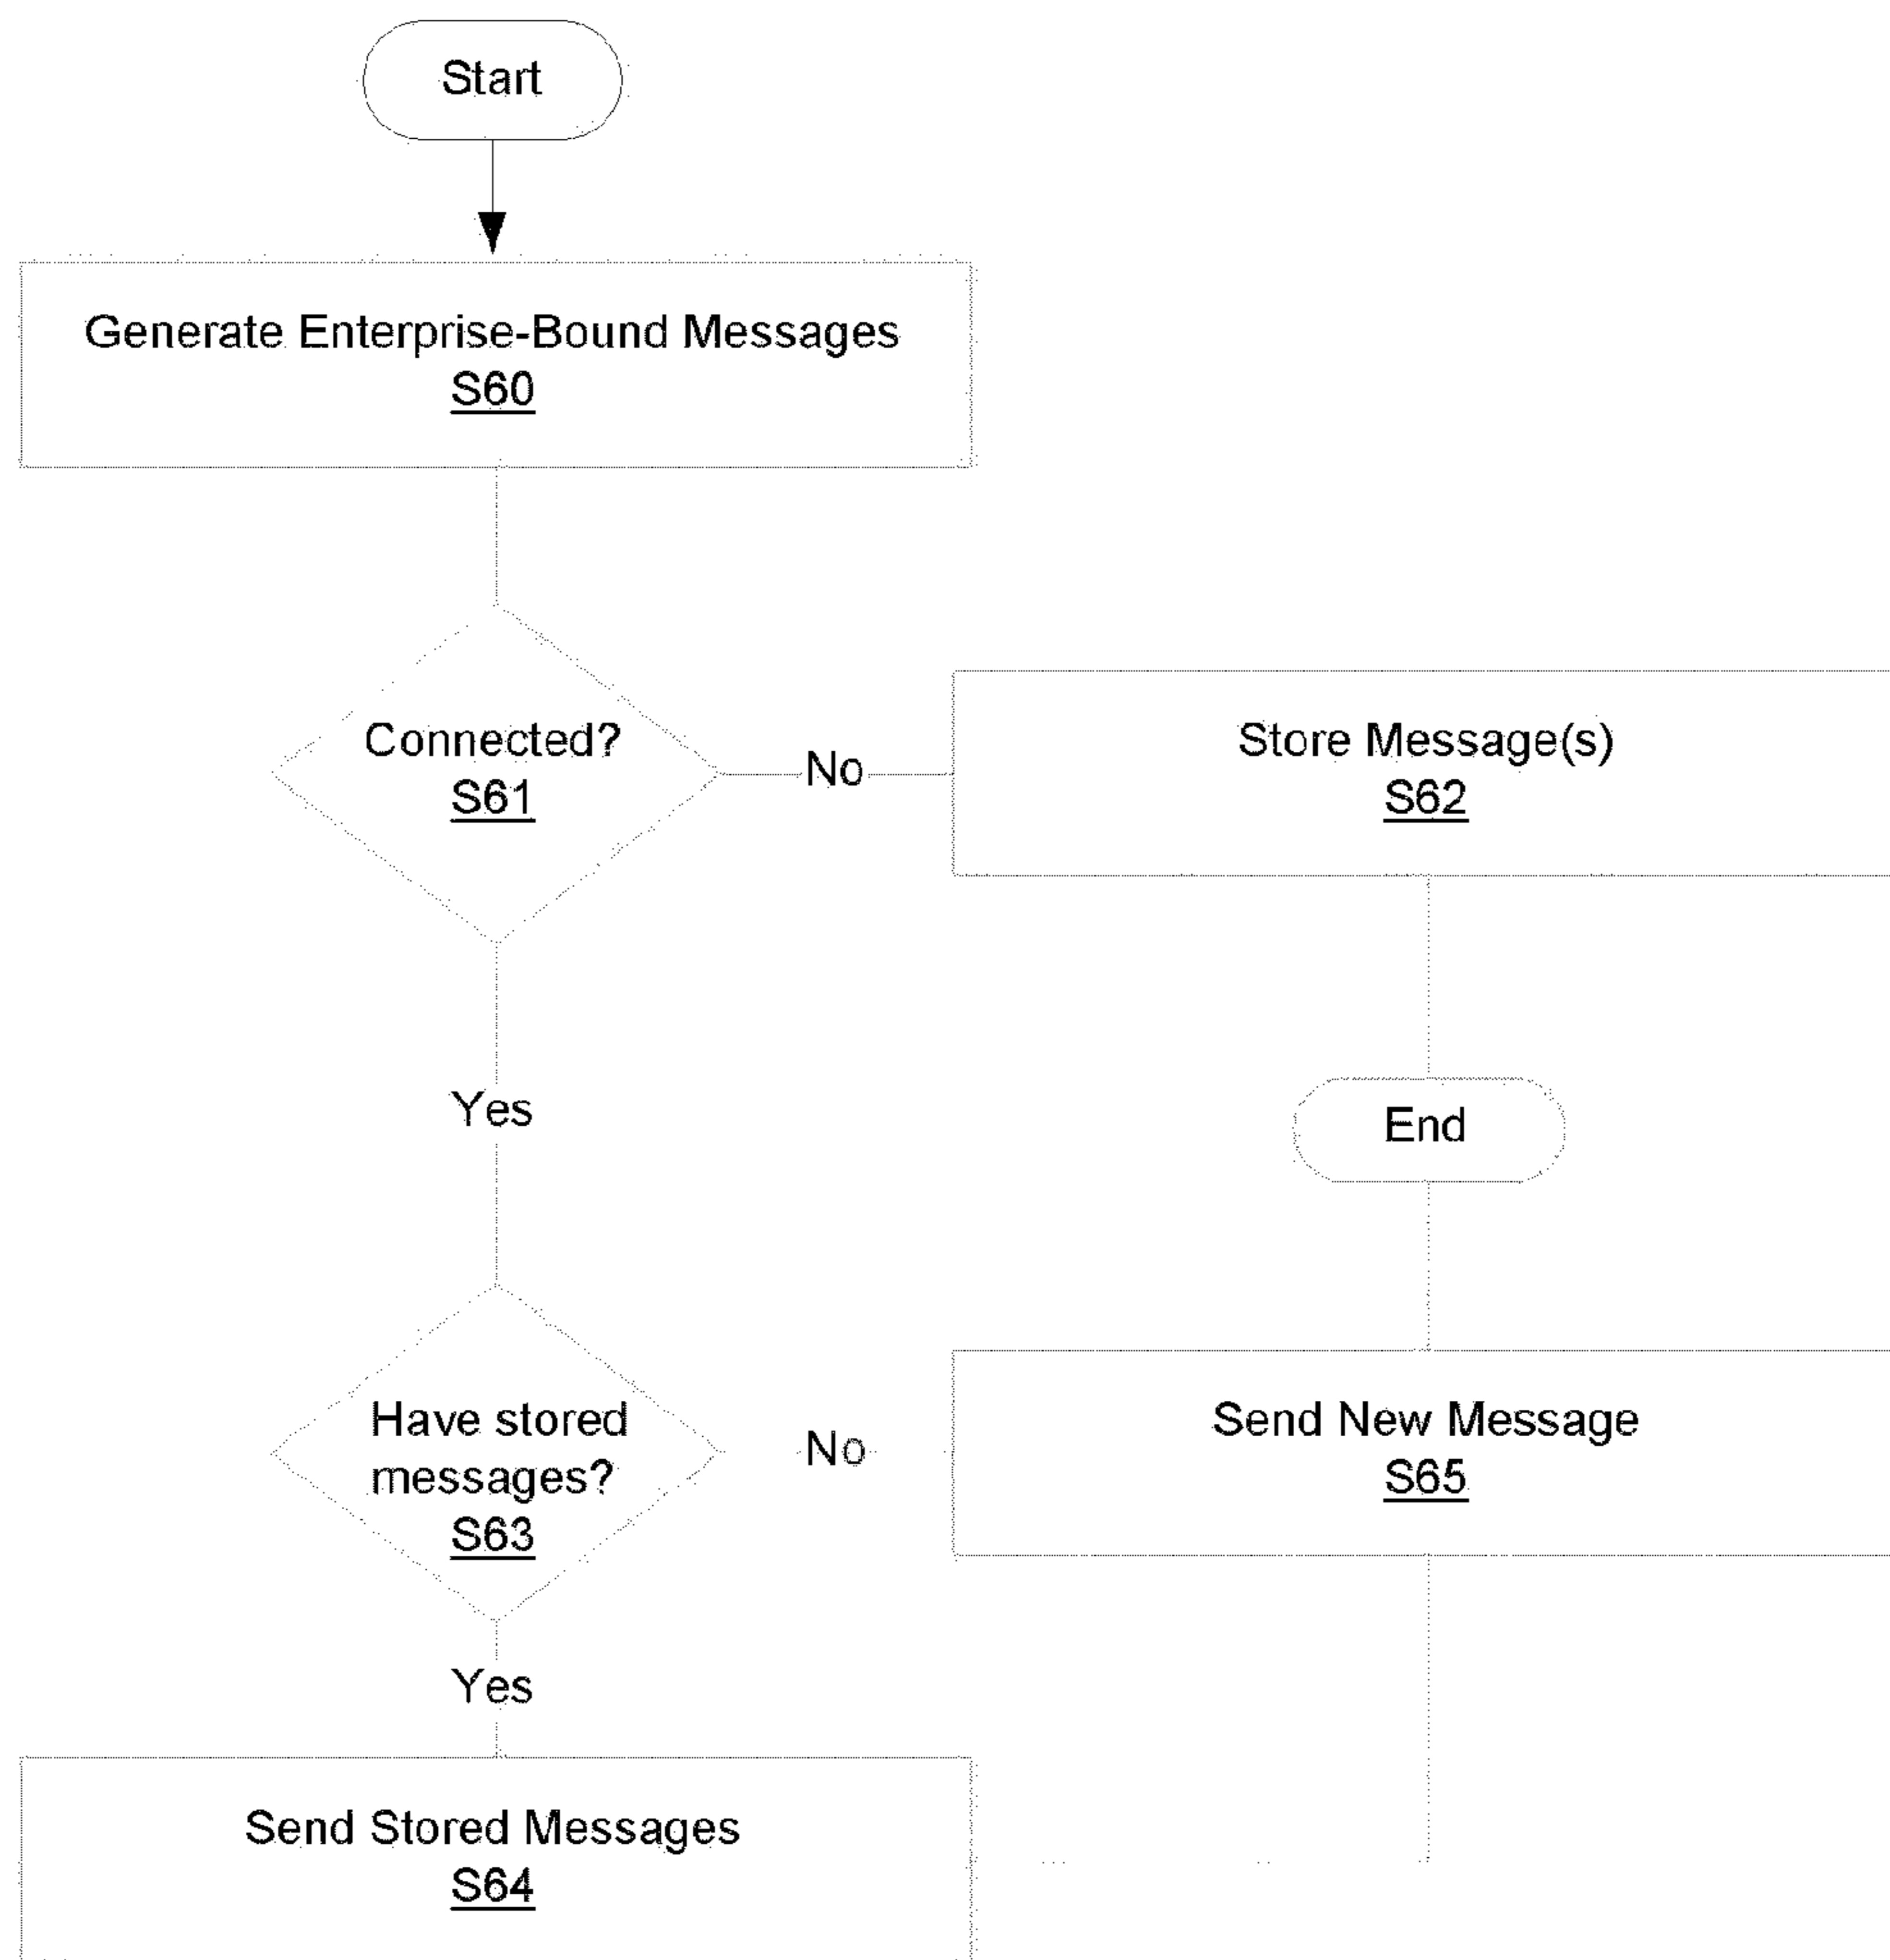 Start
Generate Enterprise-Bound Messages
S60
Connected?
S61
No
Store Message(s)
S62
Yes
End
Have stored
messages?
S63
No
Send New Message
S65
Yes
Send Stored Messages
S64